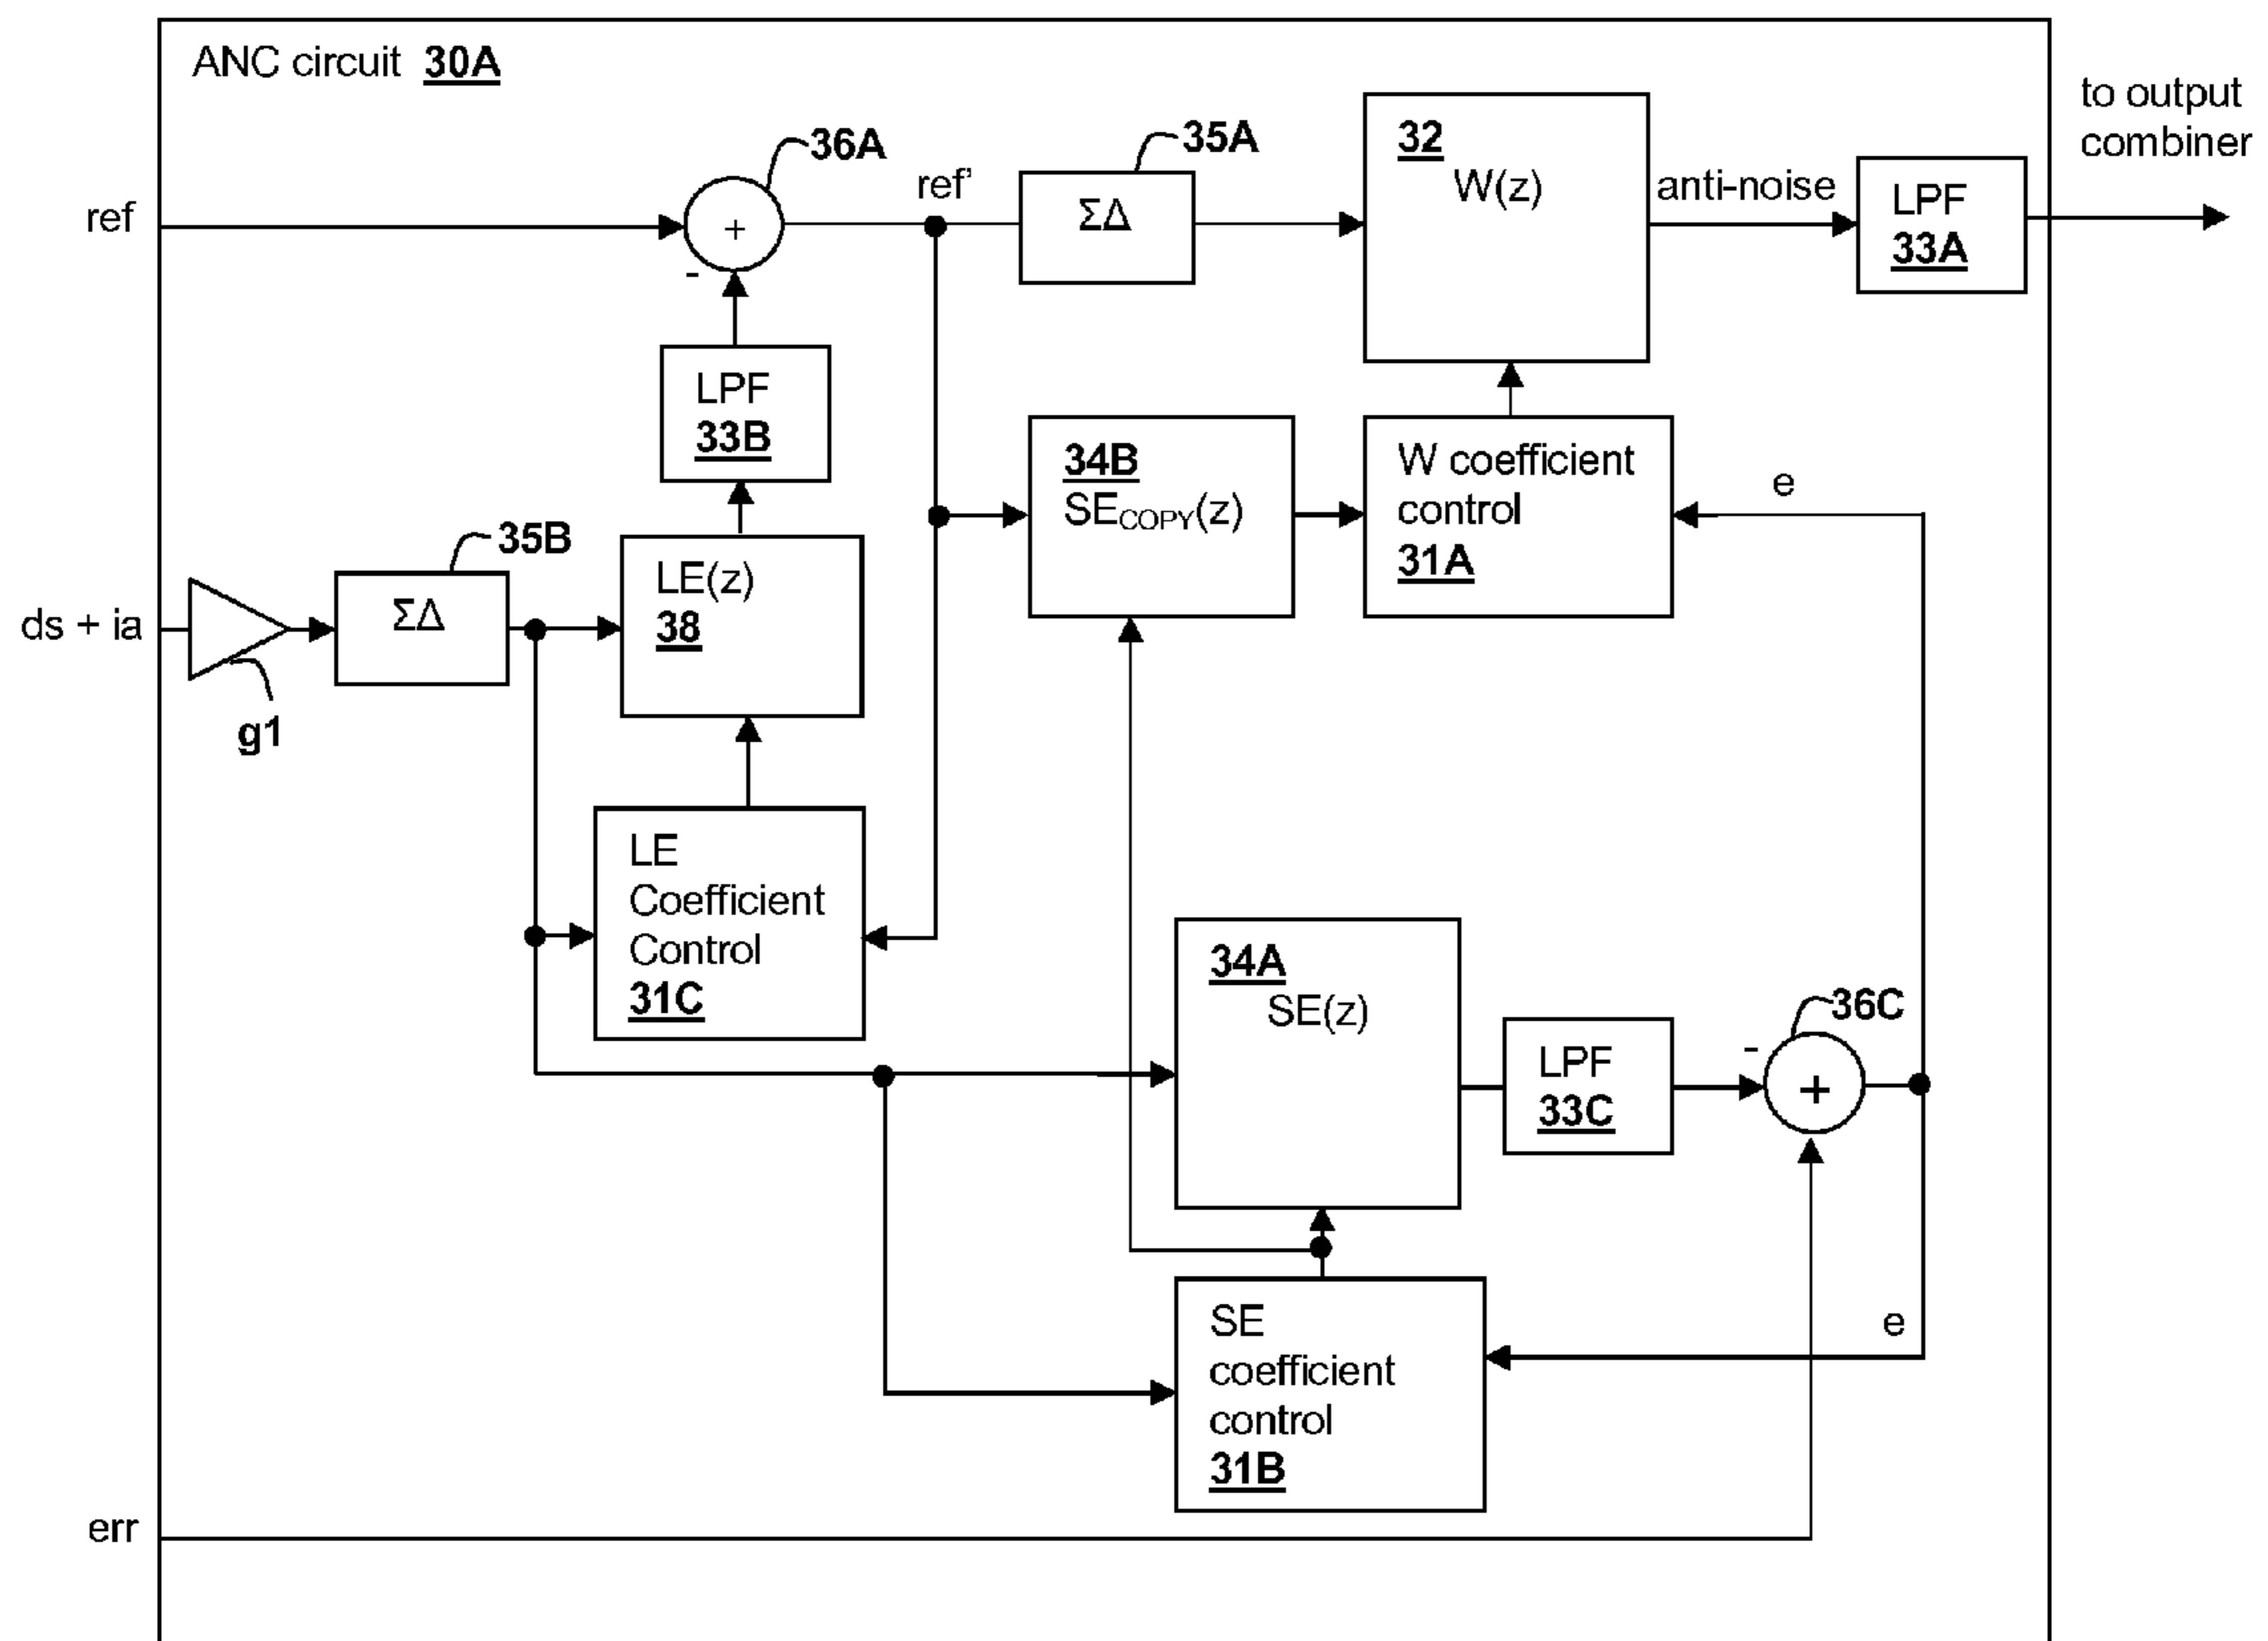 ANC circuit 30A
to output
combiner
36A
35A
32
W(z)
ref
+
-
ref’
ΣΔ
anti-noise
LPF
33A
LPF
33B
34B
SECOPY(z)
W coefficient
control
31A
e
35B
ds + ia
g1
ΣΔ
LE(z)
38
LE
Coefficient
Control
31C
34A
SE(z)
LPF
33C
36C
-
+
SE
coefficient
control
31B
e
err